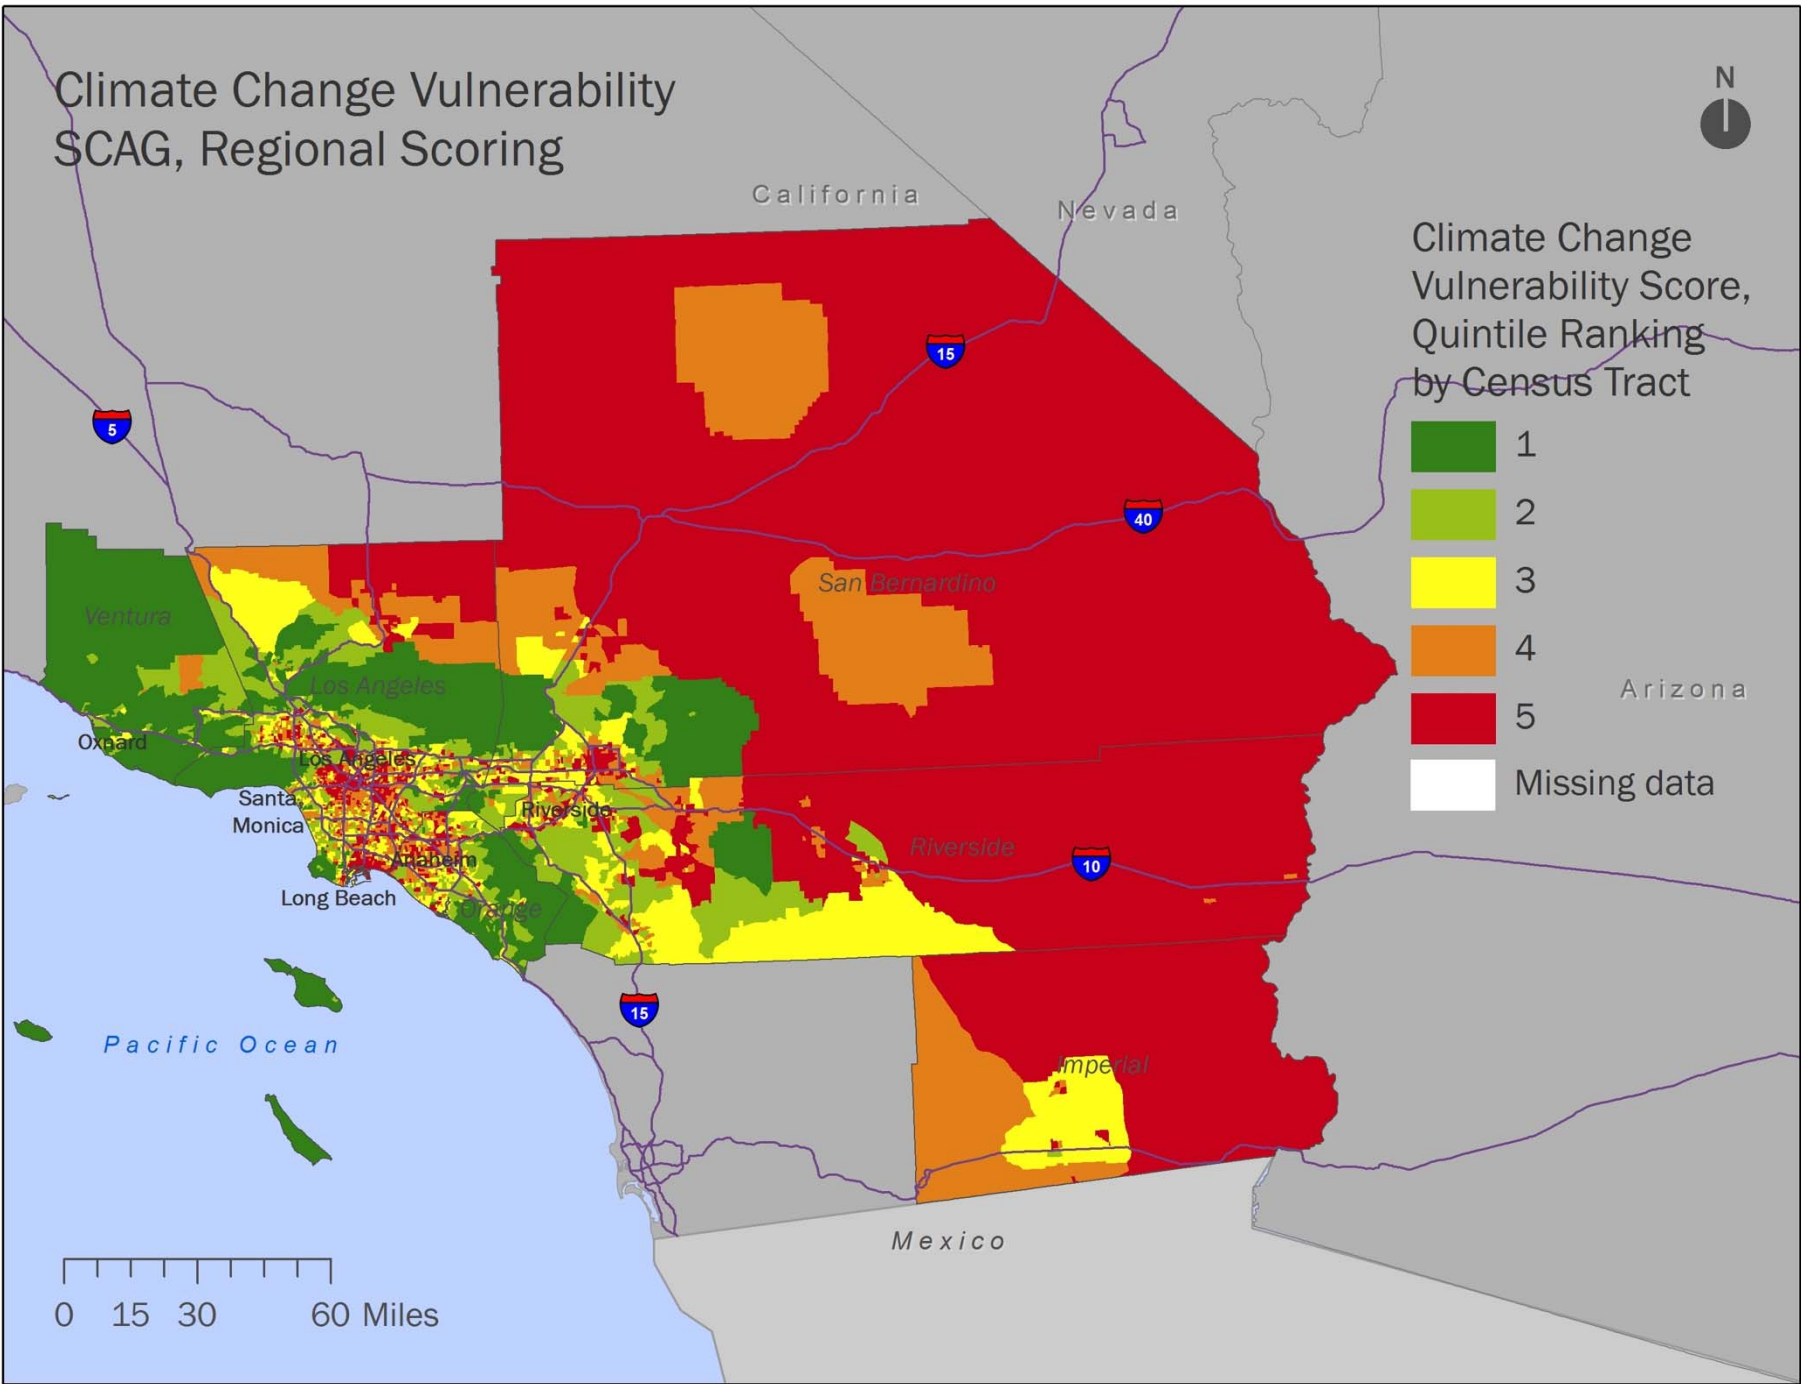 Climate Change Vulnerability
SCAG, Regional Scoring
N
California
Nevada
Climate Change
Vulnerability Score,
Quintile Ranking
by Census Tract
1
2
3
4
5
Missing data
15
5
40
San Bernardino
Ventura
Los Angeles
Arizona
Oxnard
Los Angeles
Santa
Monica
Riverside
Riverside
10
Anaheim
Long Beach
Orange
15
Pacific Ocean
Imperial
Mexico
0 15 30 60 Miles